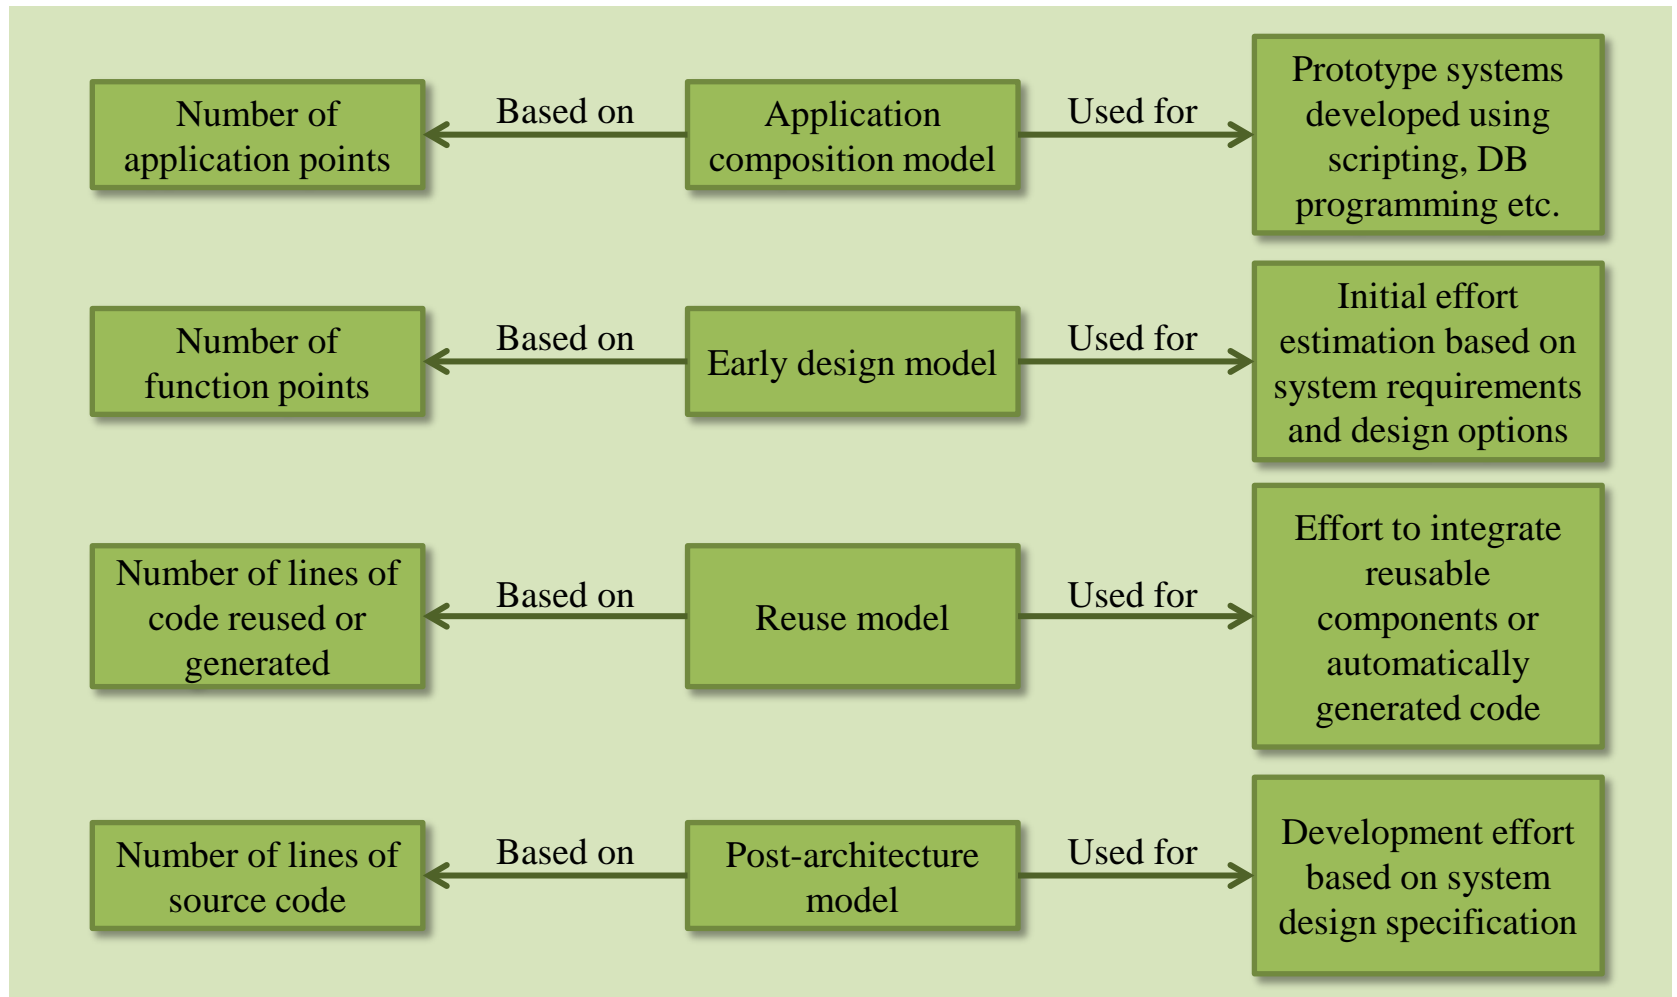 Number of
application points
Based on
Application
composition model
Used for
Prototype systems
developed using
scripting, DB
programming etc.
Number of
function points
Based on
Early design model
Used for
Initial effort
estimation based on
system requirements
and design options
Number of lines of
code reused or
generated
Based on
Reuse model
Used for
Effort to integrate
reusable
components or
automatically
generated code
Number of lines of
source code
Based on
Post-architecture
model
Used for
Development effort
based on system
design specification